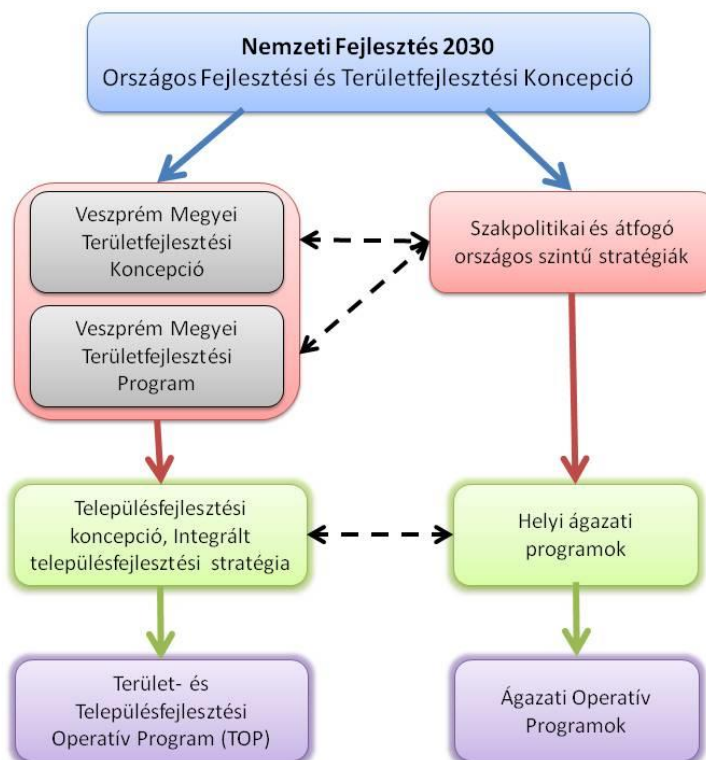 Nemzeti Fejlesztés 2030
Országos Fejlesztési és Területfejlesztési Koncepció
Veszprém Megyei
Területfejlesztési
Koncepció
Szakpolitikai és átfogó
országos szintű stratégiák
Veszprém Megyei
Területfejlesztési
Program
Településfejlesztési
koncepció, Integrált
településfejlesztési stratégia
Helyi ágazati
programok
Terület- és
Településfejlesztési
Operatív Program (TOP)
Ágazati Operatív
Programok